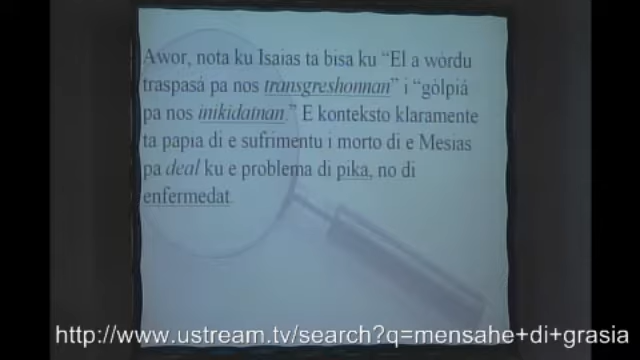 Awor, nota ku Isaias ta bisa ku “El a wòrdu
traspasá pa nos transgreshonnan” i “gòlpiá
pa nos inikidatnan.” E konteksto klaramente
ta papia di e sufrimentu i morto di e Mesias
pa deal ku e problema di pika, no di
enfermedat.
http://www.ustream.tv/search?q=mensahe+di+grasia